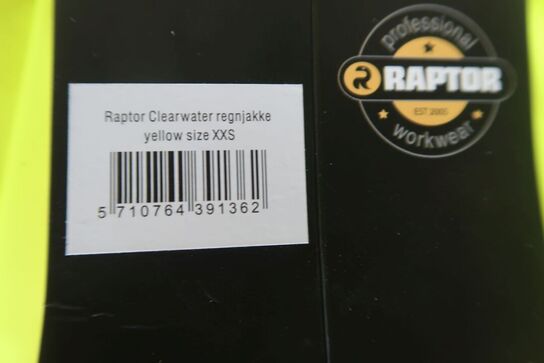 professional
RAPTOR
EST. 2005
workwear
Raptor Clearwater regnjakke
yellow size XXS
5 710764 391362